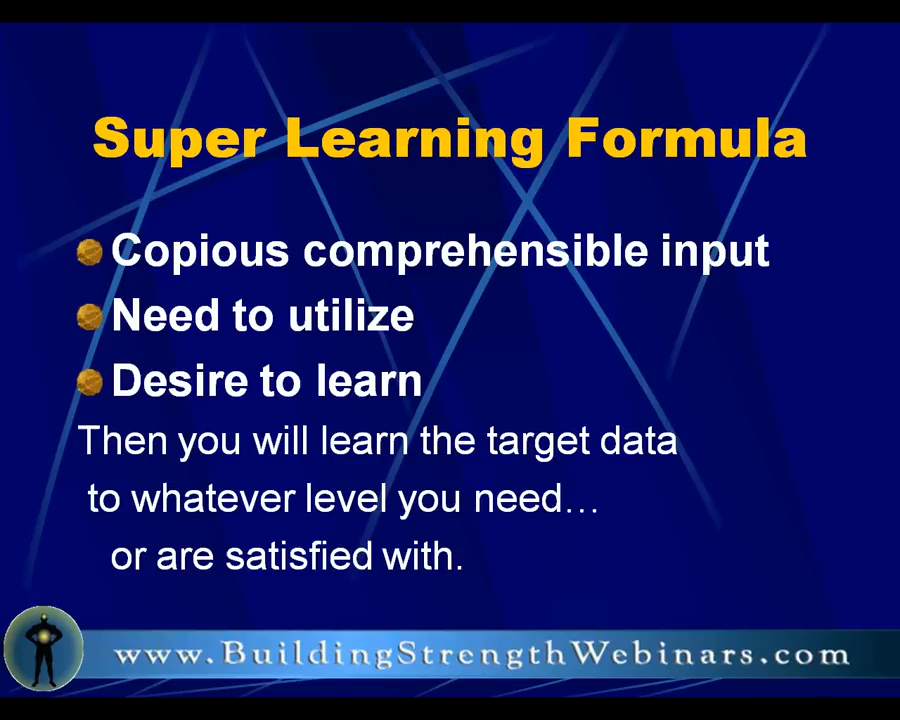 Super Learning Formula
Copious comprehensible input
Need to utilize
Desire to learn
Then you will learn the target data
to whatever level you need…
or are satisfied with.
www.BuildingStrengthWebinars.com